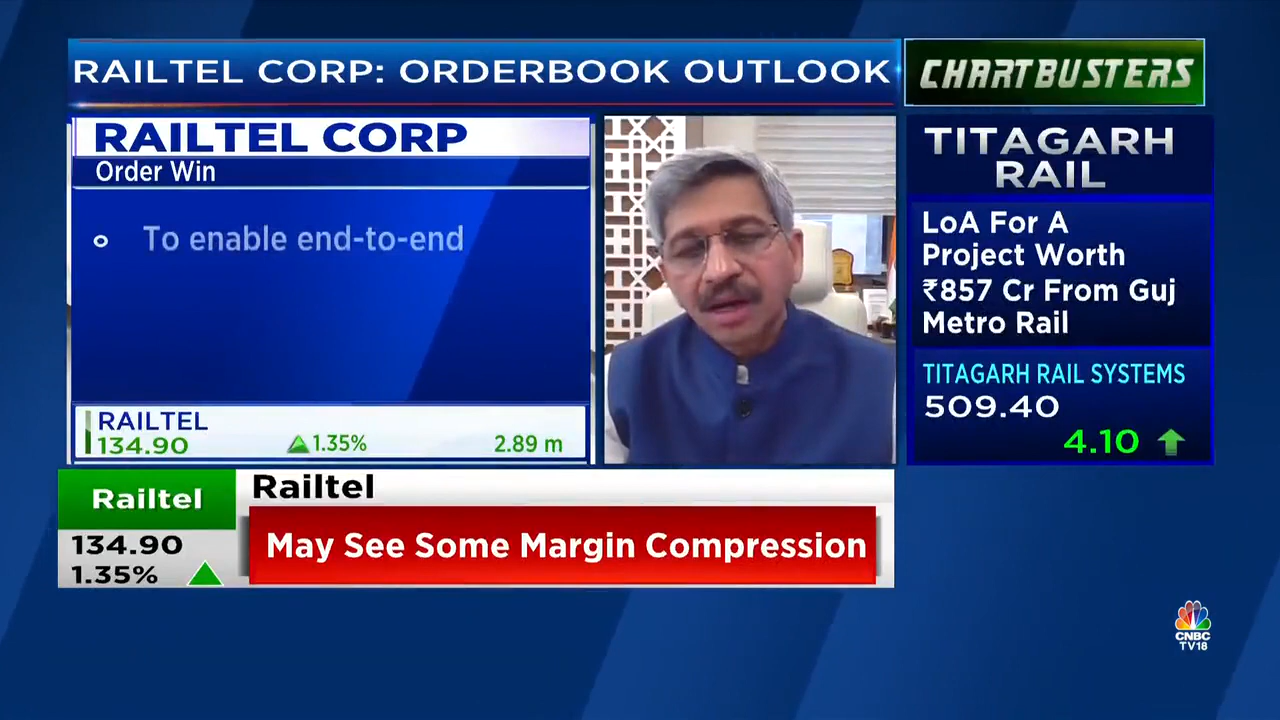 RAILTEL CORP: ORDERBOOK OUTLOOK
CHARTBUSTERS
RAILTEL CORP
Order Win
To enable end-to-end
RAILTEL
134.90 1.35% 2.89 m
TITAGARH
RAIL
LoA For A
Project Worth
₹857 Cr From Guj
Metro Rail
TITAGARH RAIL SYSTEMS
509.40
4.10
Railtel
134.90
1.35%
Railtel
May See Some Margin Compression
CNBC
TV18